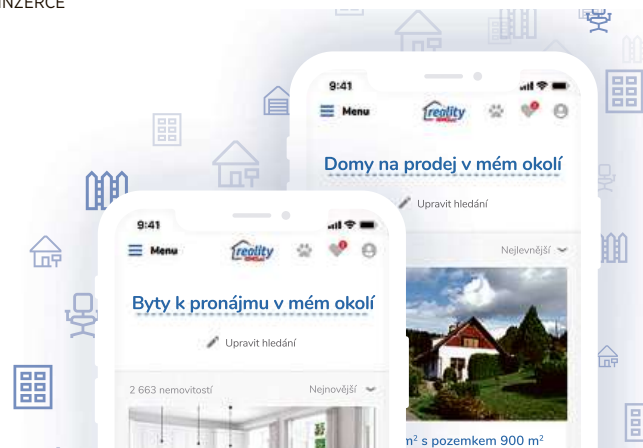 INZERCE
9:41
Menu
reality
Domy na prodej v mém okolí
Upravit hledání
Nejlevnější
m² s pozemkem 900 m²
9:41
Menu
reality
Byty k pronájmu v mém okolí
Upravit hledání
2 663 nemovitostí
Nejnovější